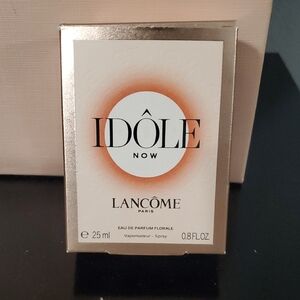 IDÔLE
NOW
LANCÔME
PARIS
EAU DE PARFUM FLORALE
℮ 25 ml Vaporisateur - Spray 0.8 FL.OZ.